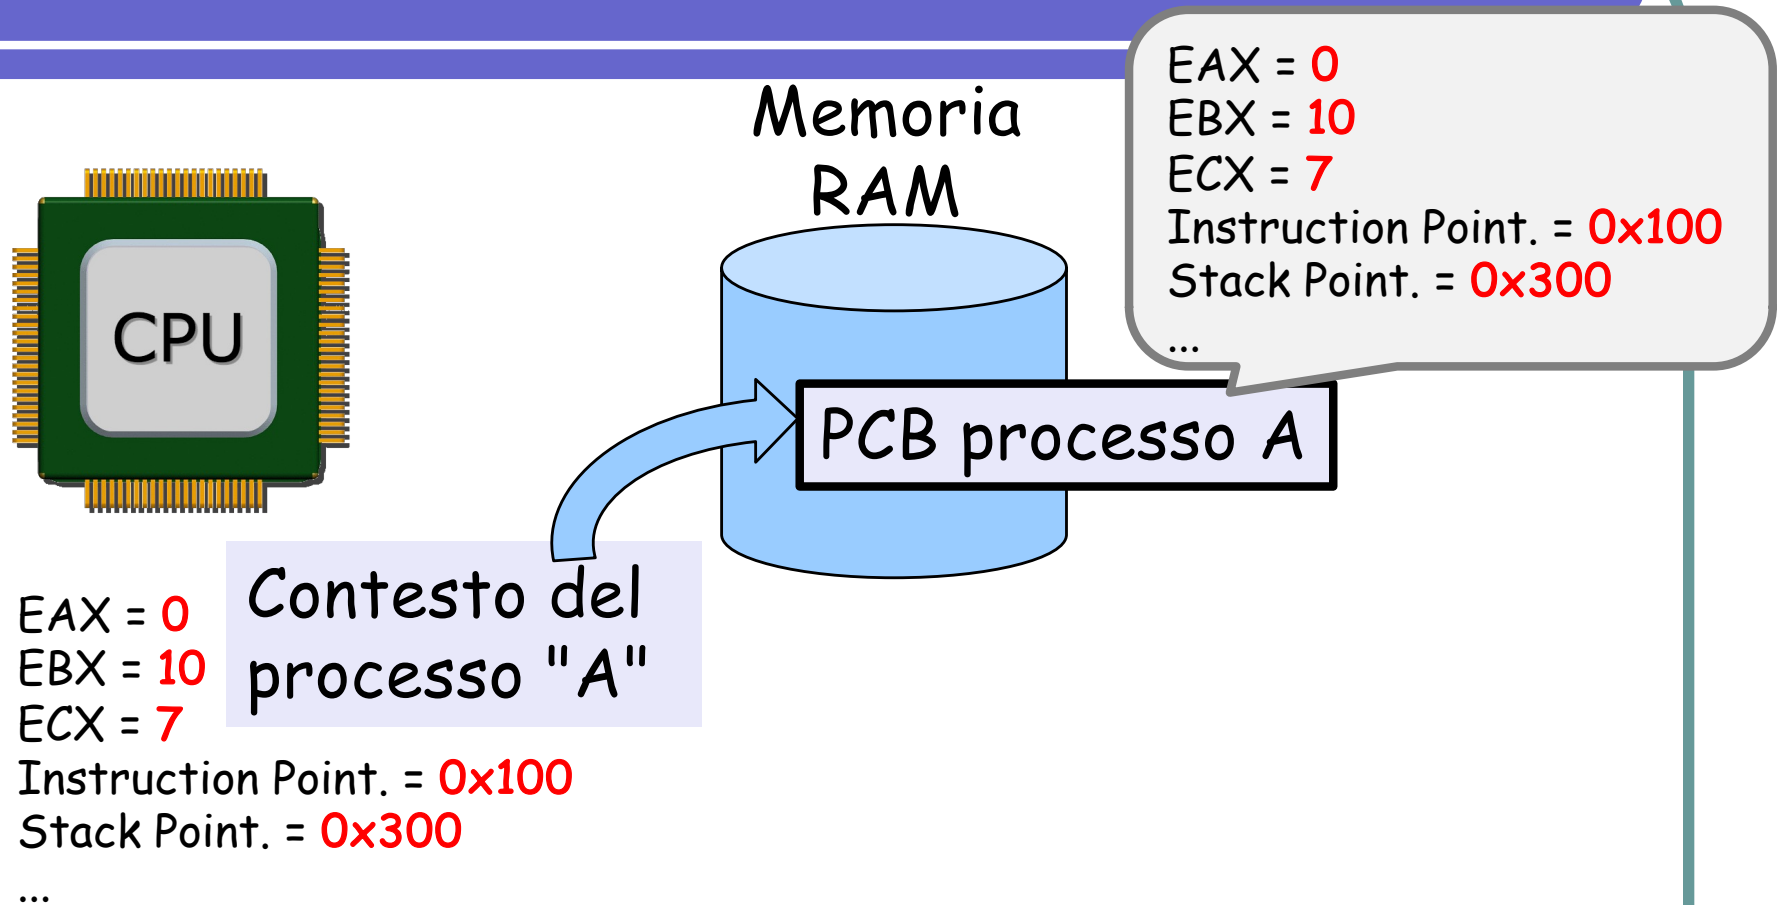 EAX = 0
EBX = 10
ECX = 7
Instruction Point. = 0x100
Stack Point. = 0x300
...
Memoria
RAM
CPU
PCB processo A
Contesto del
processo "A"
EAX = 0
EBX = 10
ECX = 7
Instruction Point. = 0x100
Stack Point. = 0x300
...